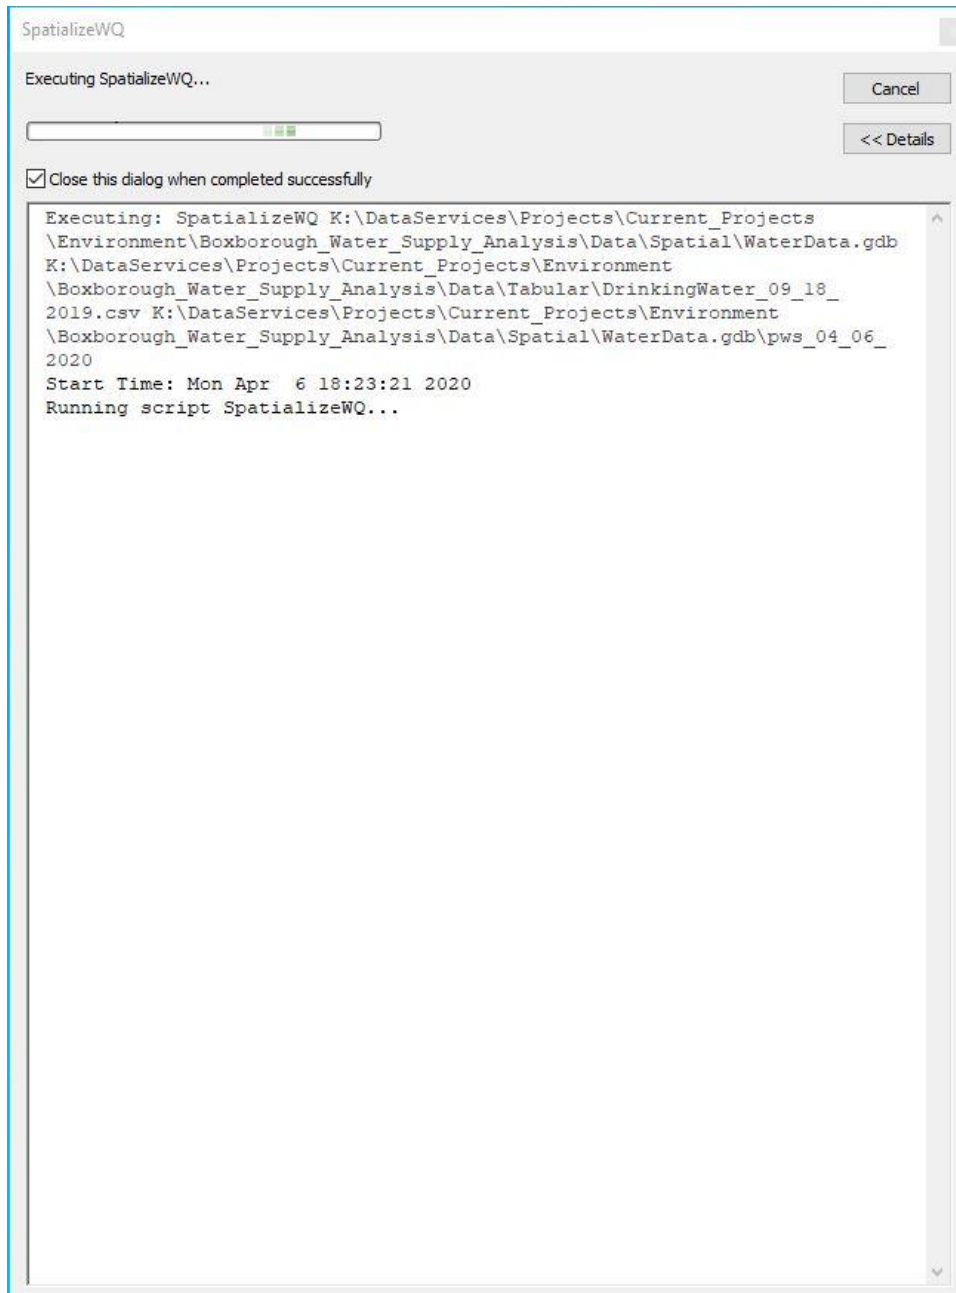 SpatializeWQ
Executing SpatializeWQ...
Cancel
<< Details
Close this dialog when completed successfully
Executing: SpatializeWQ K:\DataServices\Projects\Current_Projects
\Environment\Boxborough_Water_Supply_Analysis\Data\Spatial\WaterData.gdb
K:\DataServices\Projects\Current_Projects\Environment
\Boxborough_Water_Supply_Analysis\Data\Tabular\DrinkingWater_09_18_
2019.csv K:\DataServices\Projects\Current_Projects\Environment
\Boxborough_Water_Supply_Analysis\Data\Spatial\WaterData.gdb\pws_04_06_
2020
Start Time: Mon Apr  6 18:23:21 2020
Running script SpatializeWQ...